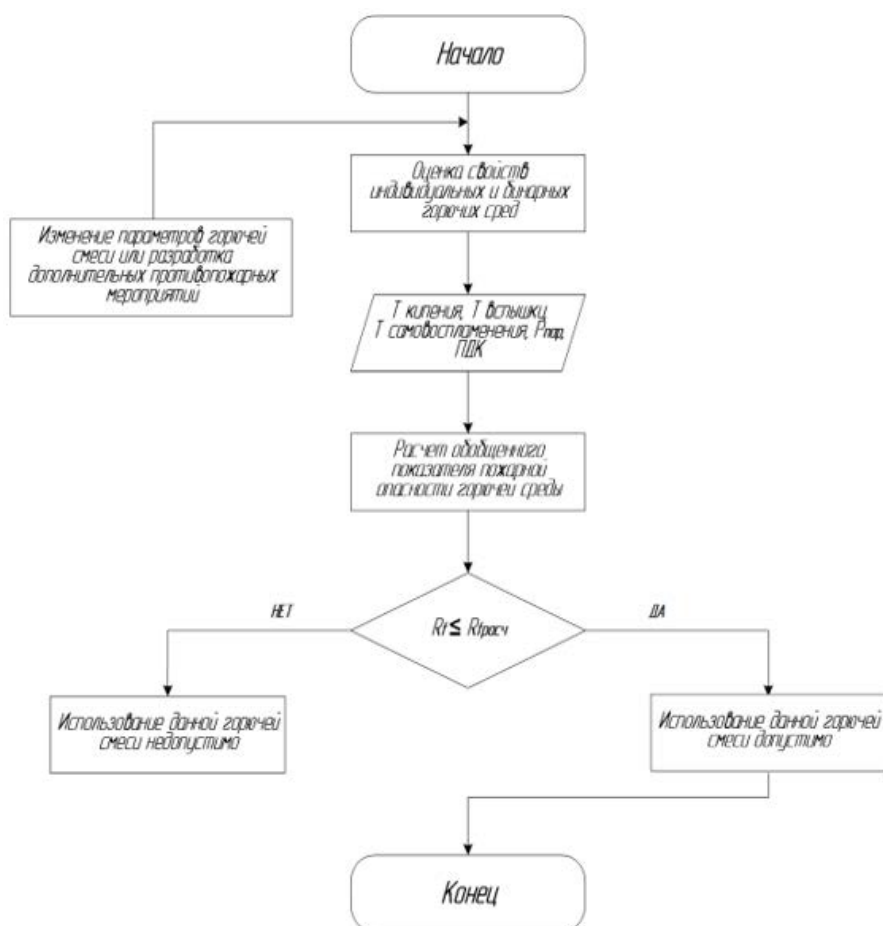 Начало
Оценка свойств
индивидуальных и бинарных
горючих сред
Изменение параметров горючей
смеси или разработка
дополнительных противопожарных
мероприятий
Т кипения, Т вспышки,
Т самовоспламенения, Рпар,
ПДК
Расчет обобщенного
показателя пожарной
опасности горючей среды
НЕТ
Rf ≤ Rfрасч
ДА
Использование данной горючей
смеси недопустимо
Использование данной горючей
смеси допустимо
Конец